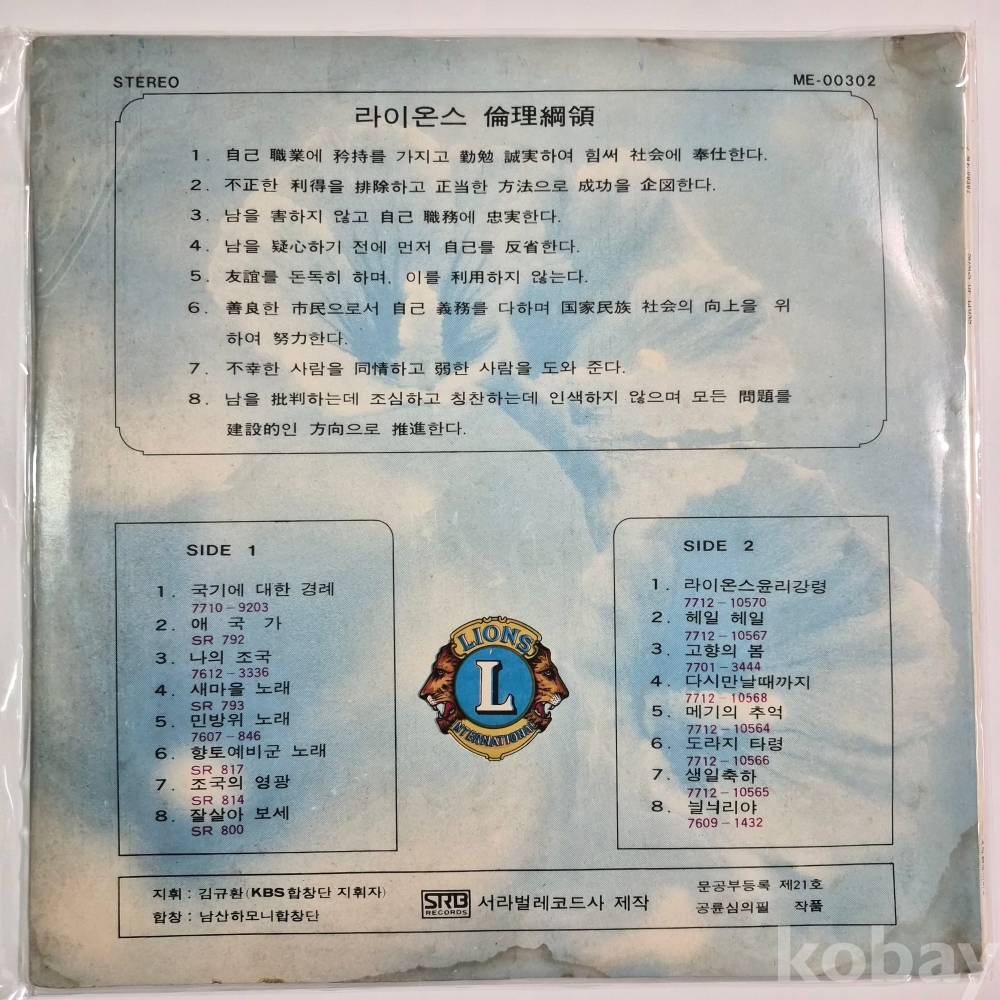 STEREO
ME-00302
라이온스 倫理綱領
1. 自己 職業에 矜持를 가지고 勤勉 誠実하여 힘써 社会에 奉仕한다.
2. 不正한 利得을 排除하고 正当한 方法으로 成功을 企図한다.
3. 남을 害하지 않고 自己 職務에 忠実한다.
4. 남을 疑心하기 전에 먼저 自己를 反省한다.
5. 友誼를 돈독히 하며, 이를 利用하지 않는다.
6. 善良한 市民으로서 自己 義務를 다하며 国家民族 社会의 向上을 위
하여 努力한다.
7. 不幸한 사람을 同情하고 弱한 사람을 도와 준다.
8. 남을 批判하는데 조심하고 칭찬하는데 인색하지 않으며 모든 問題를
建設的인 方向으로 推進한다.
SIDE 1
1. 국기에 대한 경례
7710-9203
2. 애 국 가
SR 792
3. 나의 조국
7612-3336
4. 새마을 노래
SR 793
5. 민방위 노래
7607-846
6. 향토예비군 노래
SR 817
7. 조국의 영광
SR 814
8. 잘살아 보세
SR 800
LIONS
L
INTERNATIONAL
SIDE 2
1. 라이온스윤리강령
7712-10570
2. 헤일 헤일
7712-10567
3. 고향의 봄
7701-3444
4. 다시만날때까지
7712-10568
5. 메기의 추억
7712-10564
6. 도라지 타령
7712-10566
7. 생일축하
7712-10565
8. 늴늬리야
7609-1432
지휘 : 김규환(KBS합창단 지휘자)
합창 : 남산하모니합창단
SRB
RECORDS
서라벌레코드사 제작
문공부등록 제21호
공륜심의필 작품
kobay